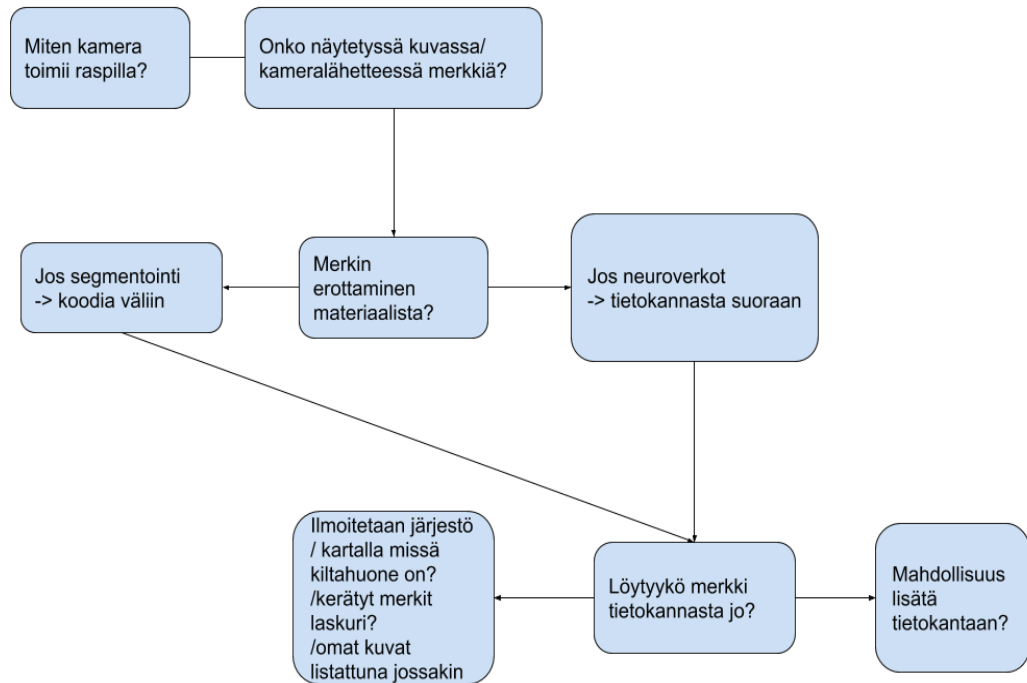 Miten kamera
toimii raspilla?
Onko näytetyssä kuvassa/
kameralähetteessä merkkiä?
Jos segmentointi
-> koodia väliin
Merkin
erottaminen
materiaalista?
Jos neuroverkot
-> tietokannasta suoraan
Ilmoitetaan järjestö
/ kartalla missä
kiltahuone on?
/kerätyt merkit
laskuri?
/omat kuvat
listattuna jossakin
Löytyykö merkki
tietokannasta jo?
Mahdollisuus
lisätä
tietokantaan?